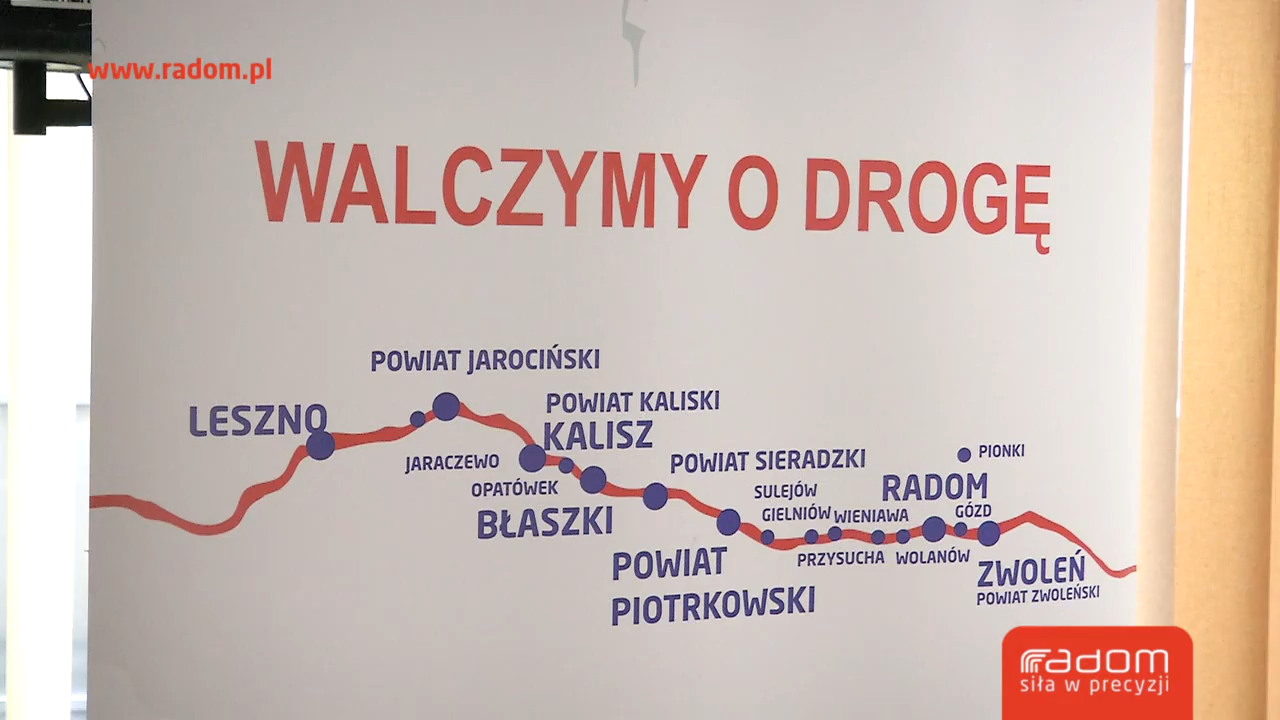 www.radom.pl
WALCZYMY O DROGĘ
POWIAT JAROCIŃSKI
LESZNO
POWIAT KALISKI
KALISZ
JARACZEWO
POWIAT SIERADZKI
PIONKI
OPATÓWEK
SULEJÓW
RADOM
BŁASZKI
GIELNIÓW
WIENIAWA
GÓZD
POWIAT
PIOTRKOWSKI
PRZYSUCHA
WOLANÓW
ZWOLEŃ
POWIAT ZWOLEŃSKI
radom
siła w precyzji